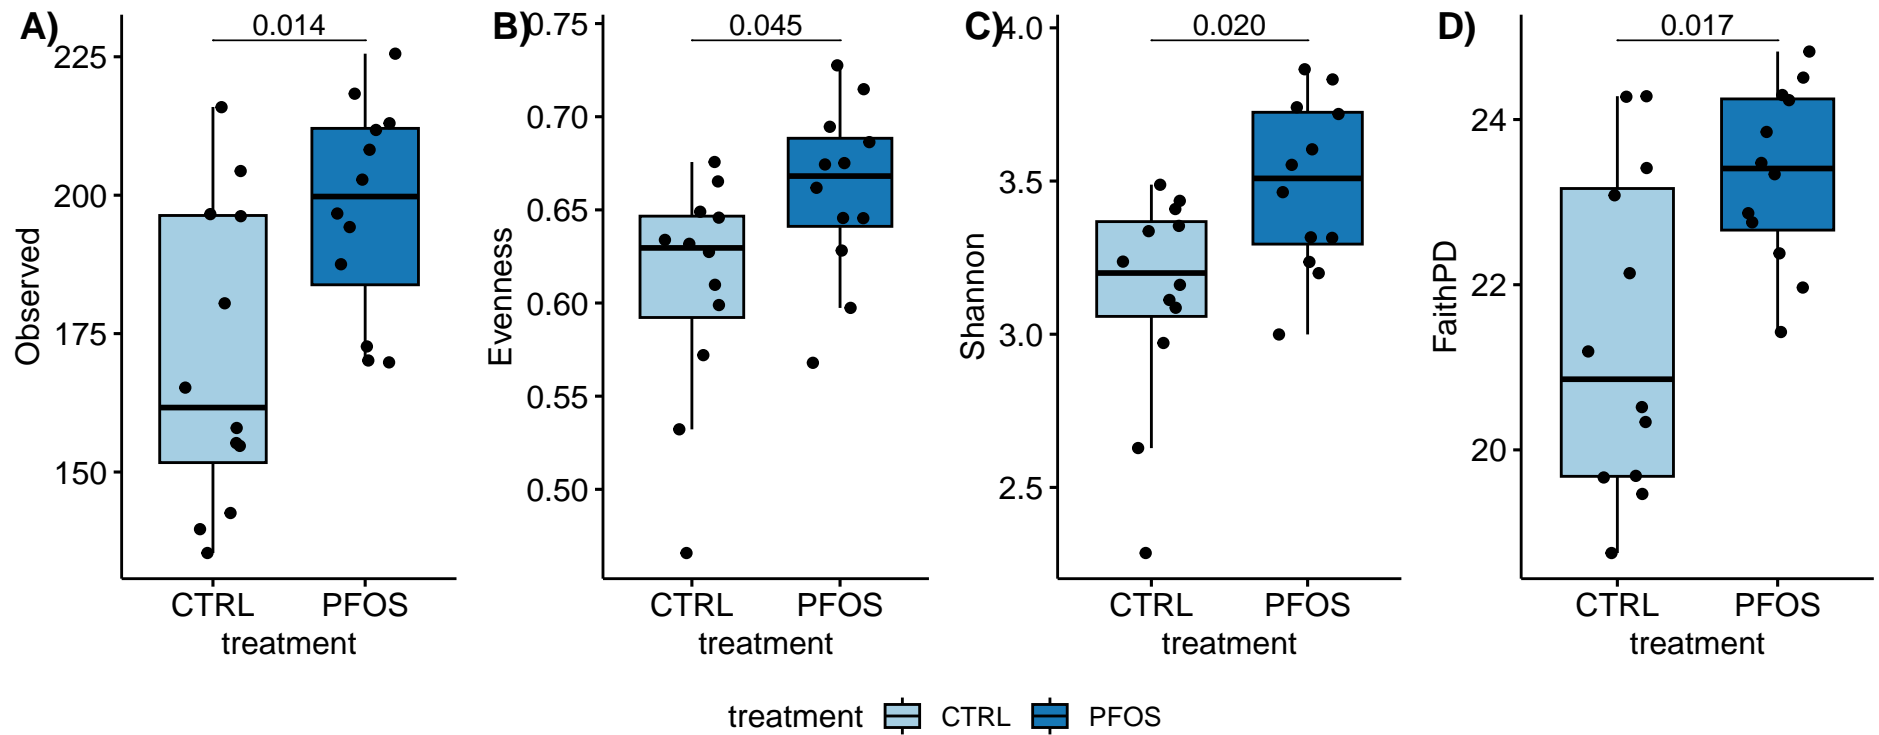 A)
0.014
225
200
175
150
Observed
CTRL PFOS
treatment
B)
0.045
0.75
0.70
0.65
0.60
0.55
0.50
Evenness
CTRL PFOS
treatment
C)
0.020
4.0
3.5
3.0
2.5
Shannon
CTRL PFOS
treatment
D)
0.017
24
22
20
FaithPD
CTRL PFOS
treatment
treatment CTRL PFOS